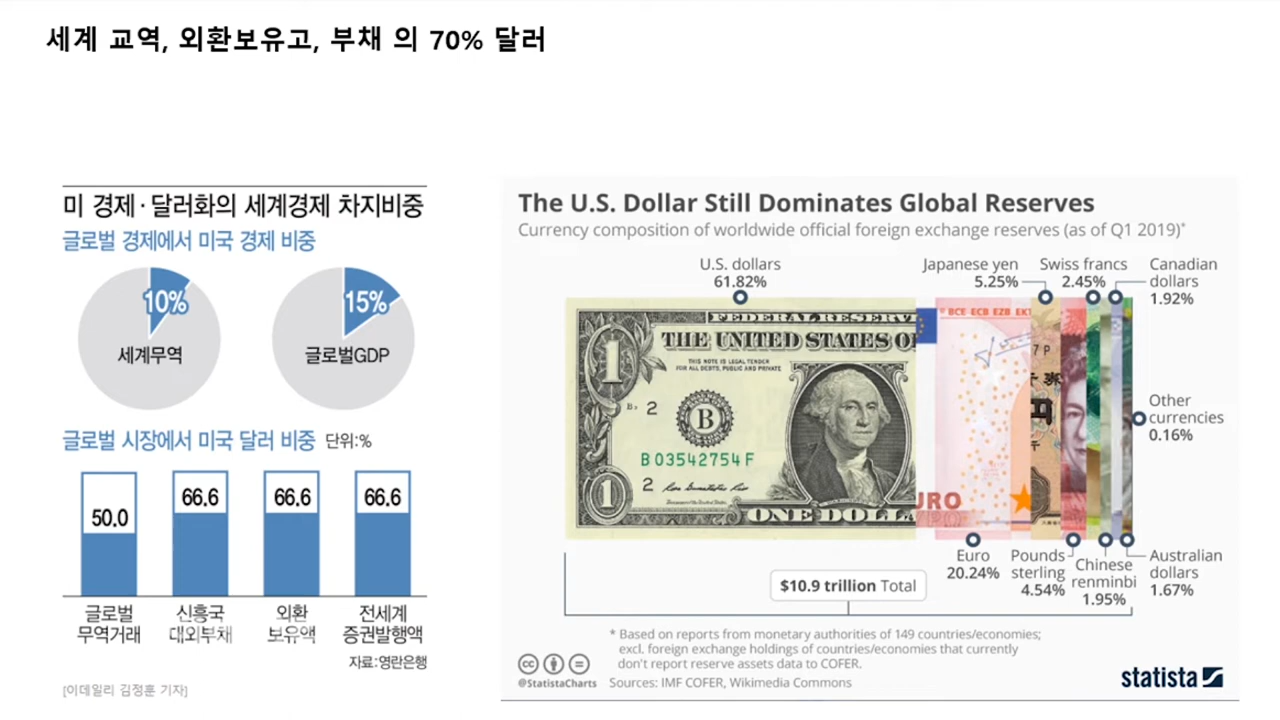 세계 교역, 외환보유고, 부채 의 70% 달러
미 경제·달러화의 세계경제 차지비중
글로벌 경제에서 미국 경제 비중
10%
세계무역
15%
글로벌GDP
글로벌 시장에서 미국 달러 비중 단위:%
50.0
66.6
66.6
66.6
글로벌
무역거래
신흥국
대외부채
외환
보유액
전세계
증권발행액
자료:영란은행
[이데일리 김정훈 기자]
The U.S. Dollar Still Dominates Global Reserves
Currency composition of worldwide official foreign exchange reserves (as of Q1 2019)*
U.S. dollars
61.82%
Japanese yen
5.25%
Swiss francs
2.45%
Canadian
dollars
1.92%
FEDERAL RESERV
THE UNITED STATES O
THIS NOTE IS LEGAL TENDER
FOR ALL DEBTS, PUBLIC AND PRIVATE
1
B 2
B
B 03542754 F
2
1
ONE DOLLA
BCE ECB EZB EK
URO
7 P
円
Other
currencies
0.16%
Euro
20.24%
Pounds
sterling
4.54%
Chinese
renminbi
1.95%
Australian
dollars
1.67%
$10.9 trillion Total
* Based on reports from monetary authorities of 149 countries/economies;
excl. foreign exchange holdings of countries/economies that currently
don't report reserve assets data to COFER.
@StatistaCharts Sources: IMF COFER, Wikimedia Commons
statista